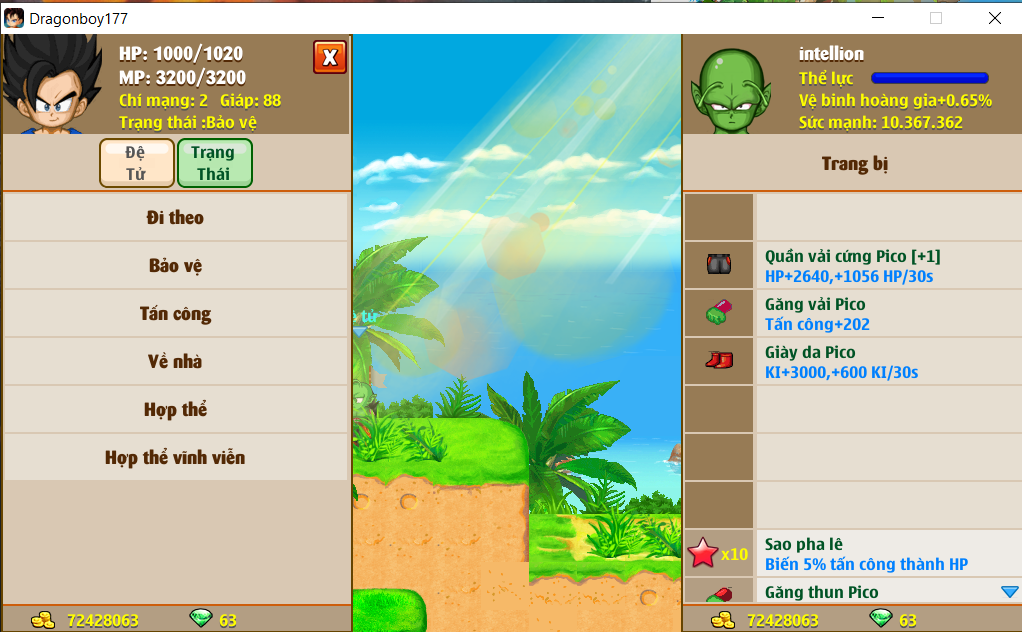 Dragonboy177
HP: 1000/1020
MP: 3200/3200
Chí mạng: 2 Giáp: 88
Trạng thái :Bảo vệ
X
Đệ
Tử
Trạng
Thái
Đi theo
Bảo vệ
Tấn công
Về nhà
Hợp thể
Hợp thể vĩnh viễn
72428063
63
tử
intellion
Thể lực
Vệ binh hoàng gia+0.65%
Sức mạnh: 10.367.362
Trang bị
Quần vải cứng Pico [+1]
HP+2640,+1056 HP/30s
Găng vải Pico
Tấn công+202
Giày da Pico
KI+3000,+600 KI/30s
x10
Sao pha lê
Biến 5% tấn công thành HP
Găng thun Pico
72428063
63